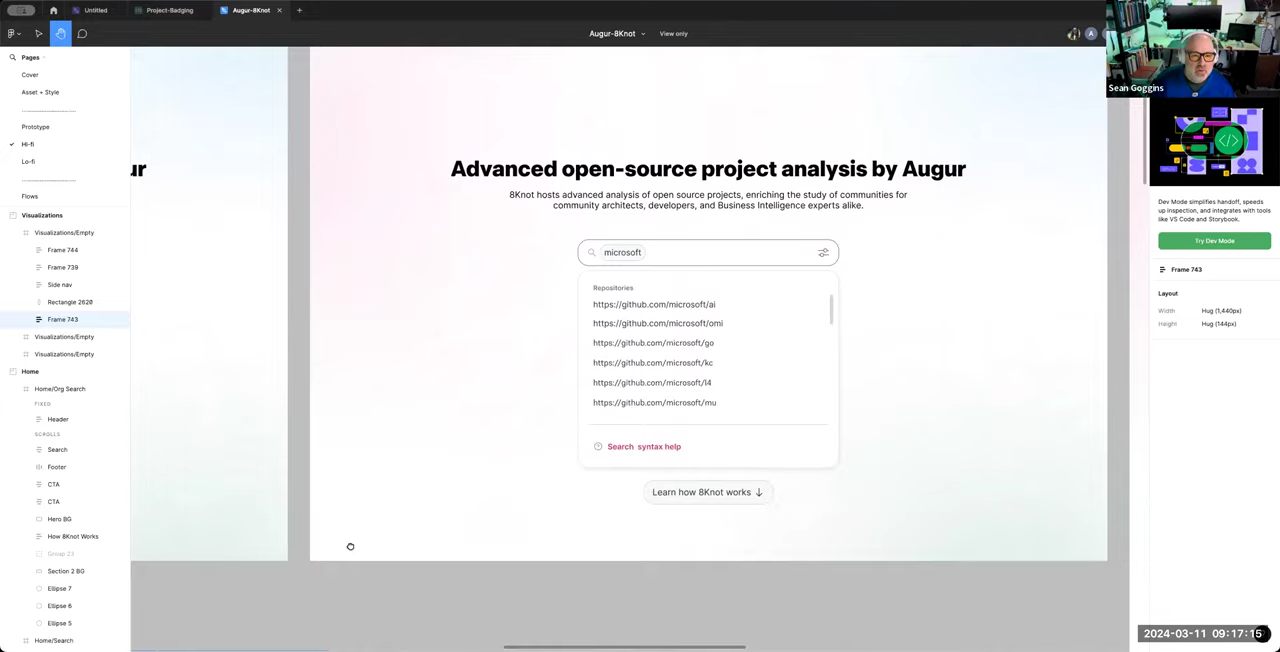 Untitled
Project-Badging
Augur-8Knot
Augur-8Knot
View only
A
Sean Goggins
Pages
Cover
Asset + Style
Prototype
Hi-fi
Lo-fi
Flows
Visualizations
Visualizations/Empty
Frame 744
Frame 739
Side nav
Rectangle 2620
Frame 743
Visualizations/Empty
Visualizations/Empty
Home
Home/Org Search
FIXED
Header
SCROLLS
Search
Footer
CTA
CTA
Hero BG
How 8Knot Works
Group 23
Section 2 BG
Ellipse 7
Ellipse 6
Ellipse 5
Home/Search
ur
Advanced open-source project analysis by Augur
8Knot hosts advanced analysis of open source projects, enriching the study of communities for
community architects, developers, and Business Intelligence experts alike.
microsoft
Repositories
https://github.com/microsoft/ai
https://github.com/microsoft/omi
https://github.com/microsoft/go
https://github.com/microsoft/kc
https://github.com/microsoft/l4
https://github.com/microsoft/mu
Search syntax help
Learn how 8Knot works ↓
</>
Dev Mode simplifies handoff, speeds
up inspection, and integrates with tools
like VS Code and Storybook.
Try Dev Mode
Frame 743
Layout
Width Hug (1,440px)
Height Hug (144px)
2024-03-11 09:17:15